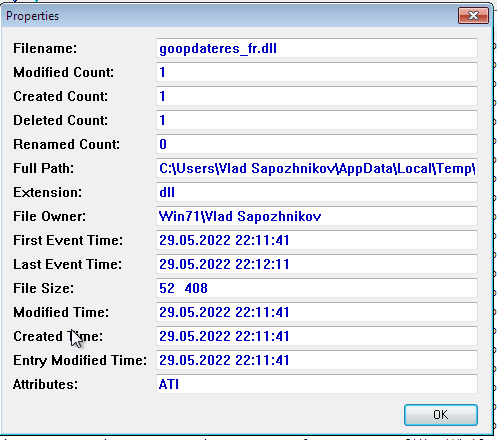 Properties
Filename: goopdateres_fr.dll
Modified Count: 1
Created Count: 1
Deleted Count: 1
Renamed Count: 0
Full Path: C:\Users\Vlad Sapozhnikov\AppData\Local\Temp\
Extension: dll
File Owner: Win71\Vlad Sapozhnikov
First Event Time: 29.05.2022 22:11:41
Last Event Time: 29.05.2022 22:12:11
File Size: 52 408
Modified Time: 29.05.2022 22:11:41
Created Time: 29.05.2022 22:11:41
Entry Modified Time: 29.05.2022 22:11:41
Attributes: ATI
OK